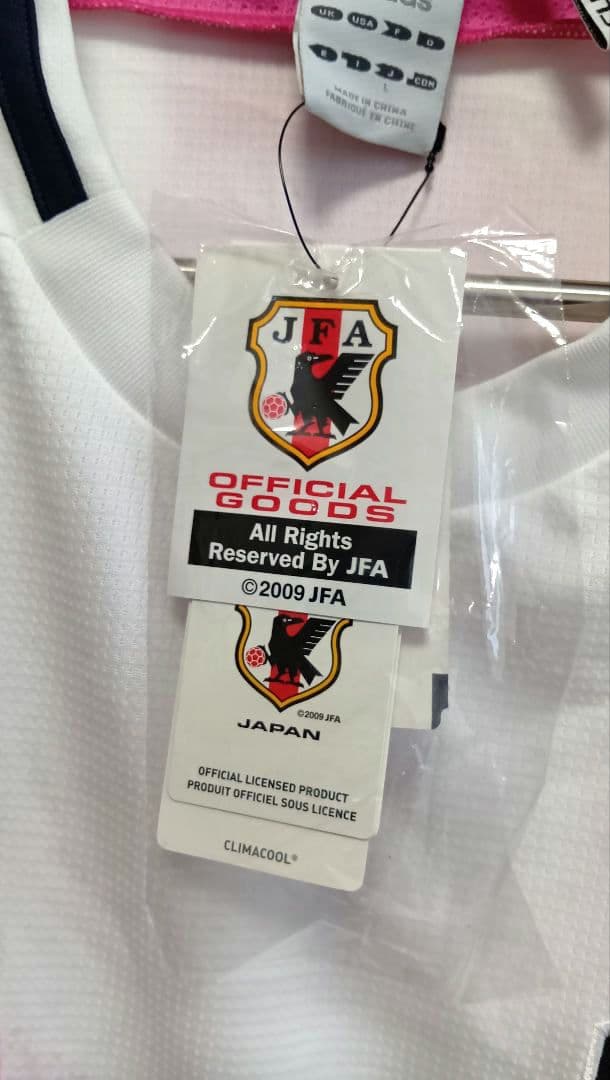 UK USA F D
E I J .COM
L
MADE IN CHINA
FABRIQUÉ EN CHINE
JFA
OFFICIAL
GOODS
All Rights
Reserved By JFA
©2009 JFA
©2009 JFA
JAPAN
OFFICIAL LICENSED PRODUCT
PRODUIT OFFICIEL SOUS LICENCE
CLIMACOOL®